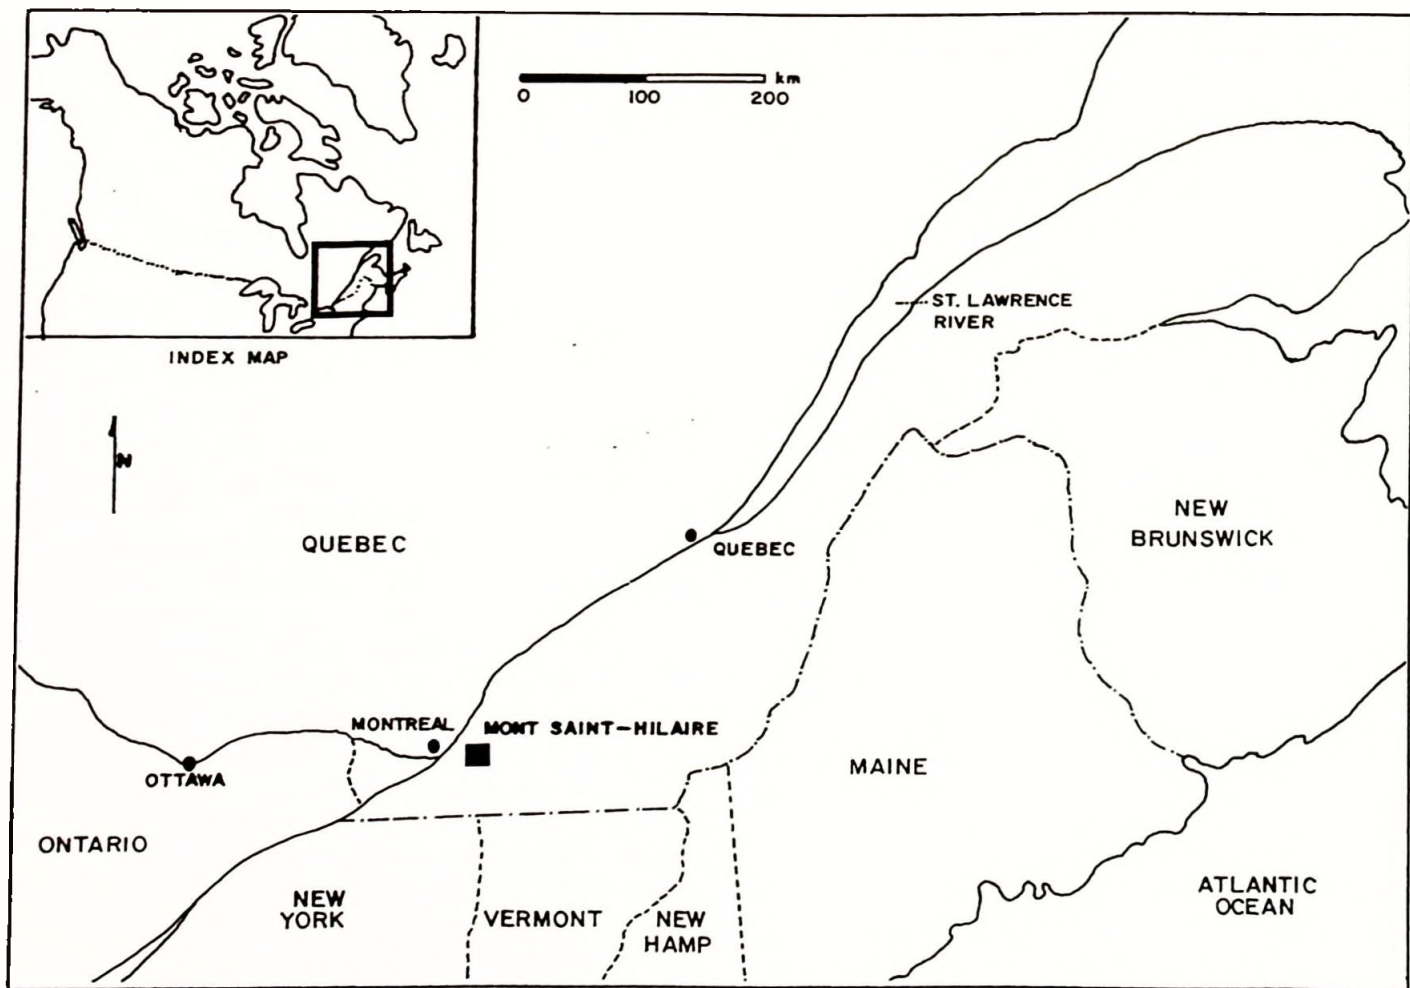 km
0 100 200
INDEX MAP
N
ST. LAWRENCE
RIVER
QUEBEC
QUEBEC
NEW
BRUNSWICK
MONTREAL
MONT SAINT-HILAIRE
OTTAWA
MAINE
ONTARIO
NEW
YORK
VERMONT
NEW
HAMP
ATLANTIC
OCEAN